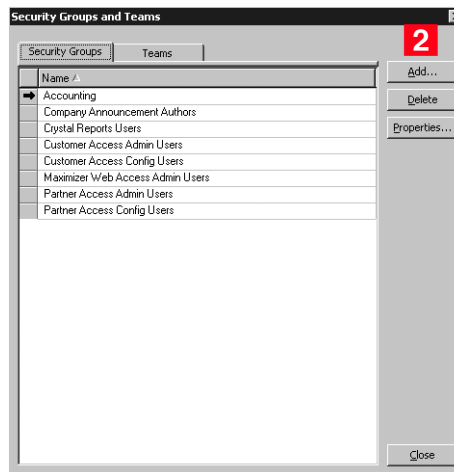 Security Groups and Teams
2
Security Groups
Teams
Add...
Name
Delete
Accounting
Company Announcement Authors
Properties...
Crystal Reports Users
Customer Access Admin Users
Customer Access Config Users
Maximizer Web Access Admin Users
Partner Access Admin Users
Partner Access Config Users
Close